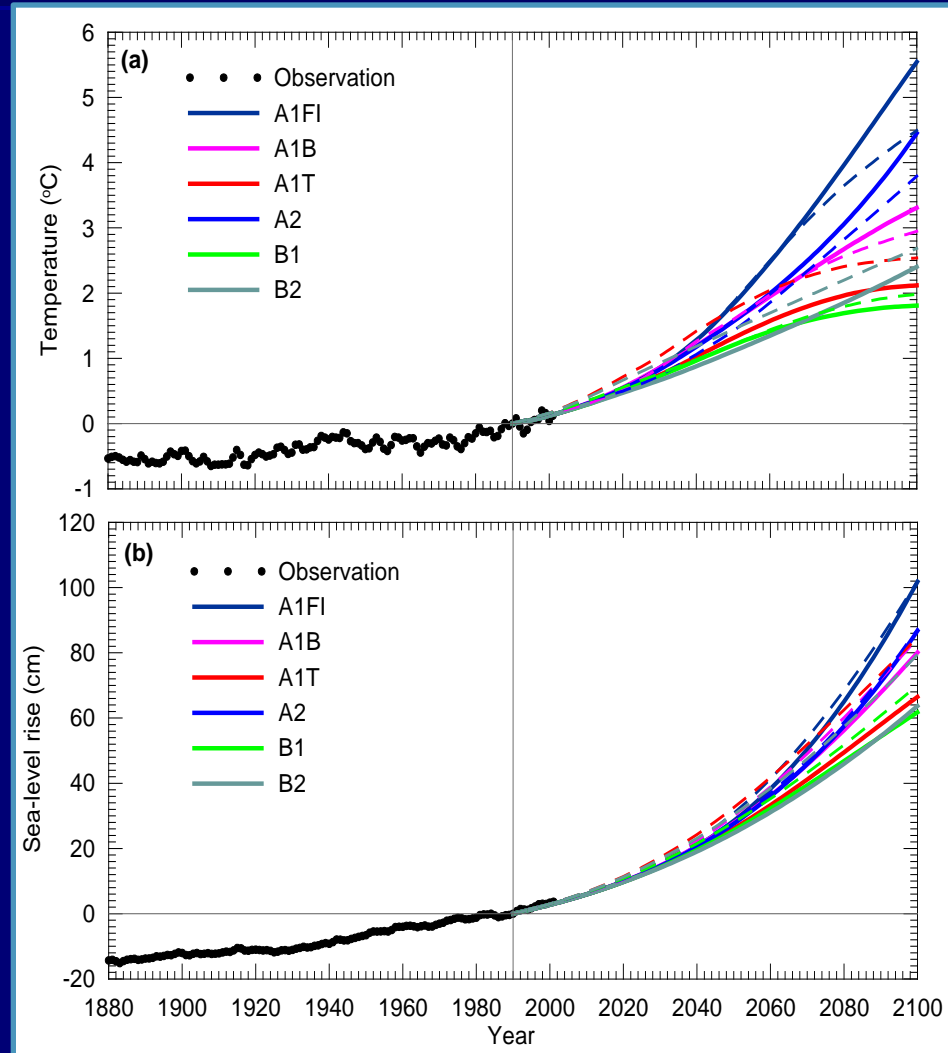 6
(a)
Observation
5
A1FI
A1B
4
A1T
A2
3
B1
B2
2
1
0
-1
Temperature (°C)
120
(b)
Observation
100
A1FI
A1B
80
A1T
A2
60
B1
B2
40
20
0
-20
Sea-level rise (cm)
1880 1900 1920 1940 1960 1980 2000 2020 2040 2060 2080 2100
Year